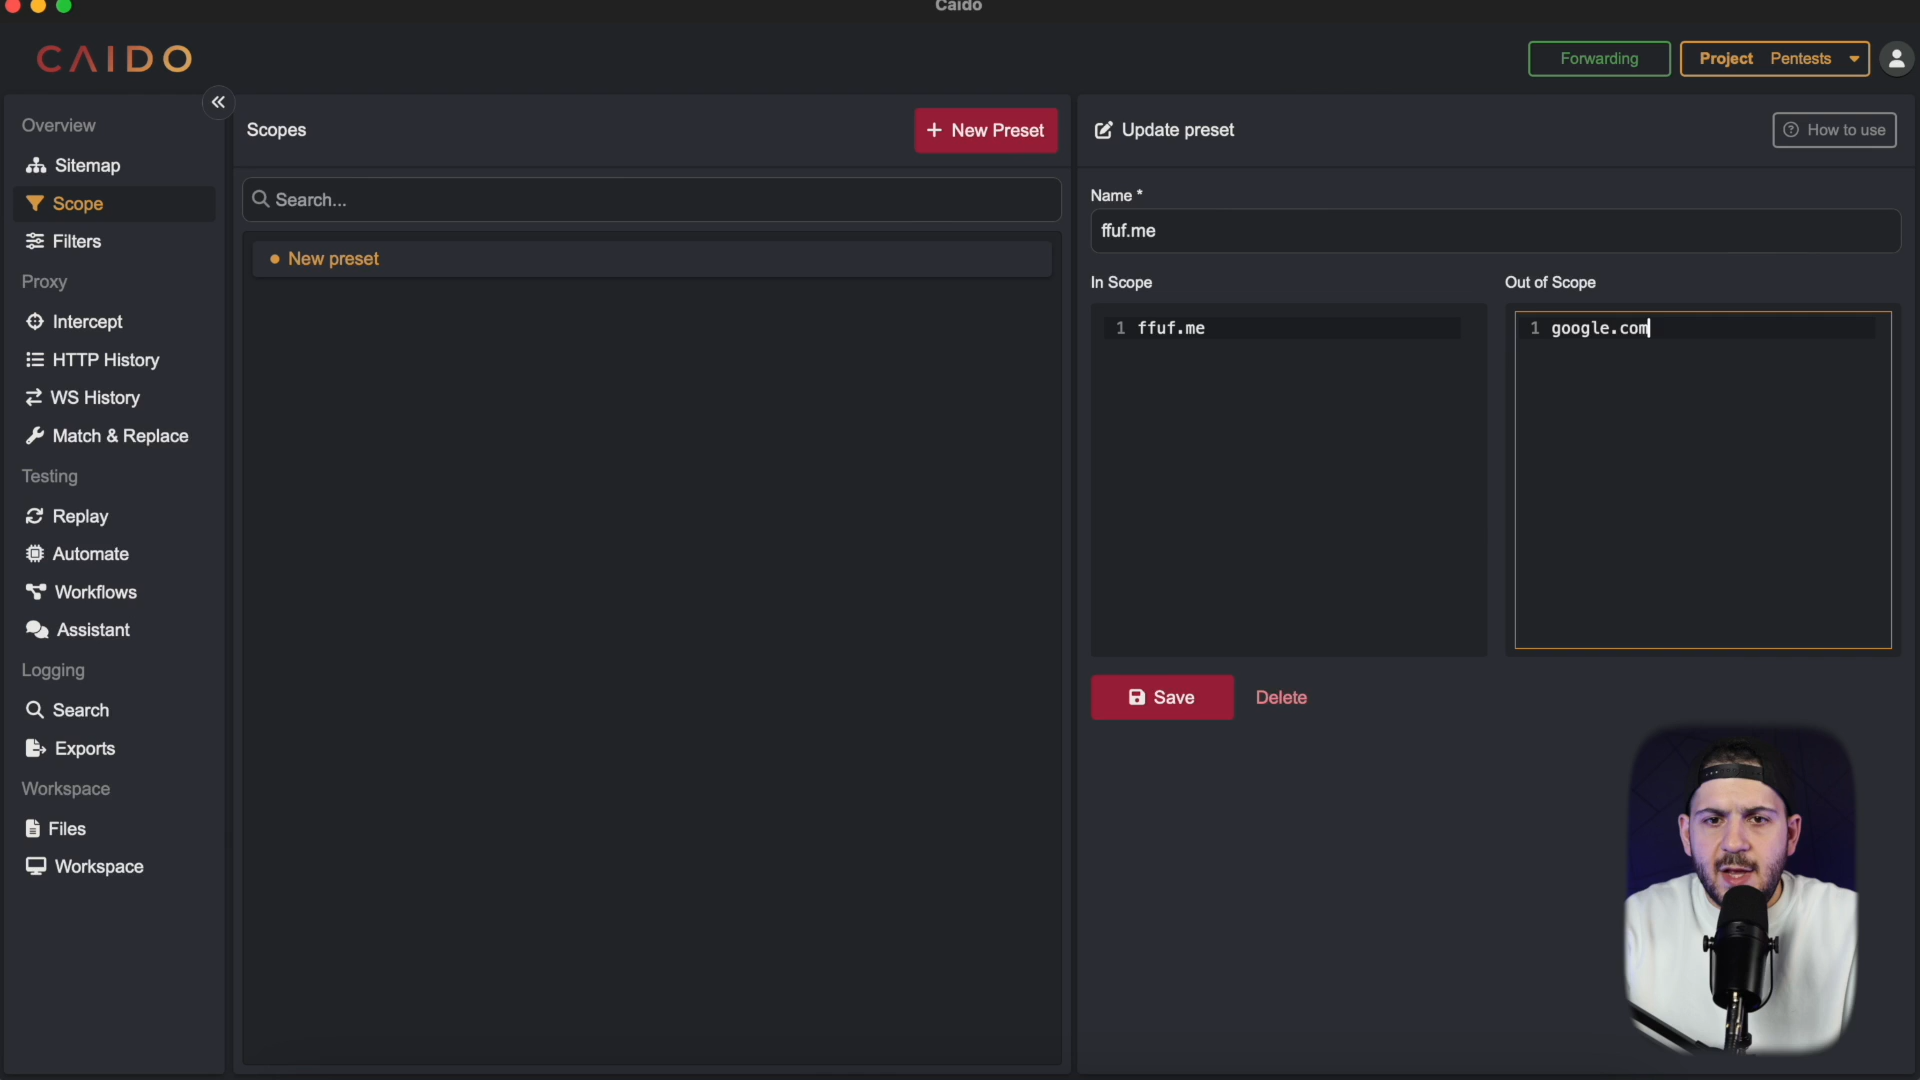 Caido
CAIDO
Forwarding
Project Pentests
Overview
Sitemap
Scope
Filters
Proxy
Intercept
HTTP History
WS History
Match & Replace
Testing
Replay
Automate
Workflows
Assistant
Logging
Search
Exports
Workspace
Files
Workspace
Scopes
+ New Preset
Search...
New preset
Update preset
How to use
Name *
ffuf.me
In Scope
1 ffuf.me
Out of Scope
1 google.com
Save
Delete